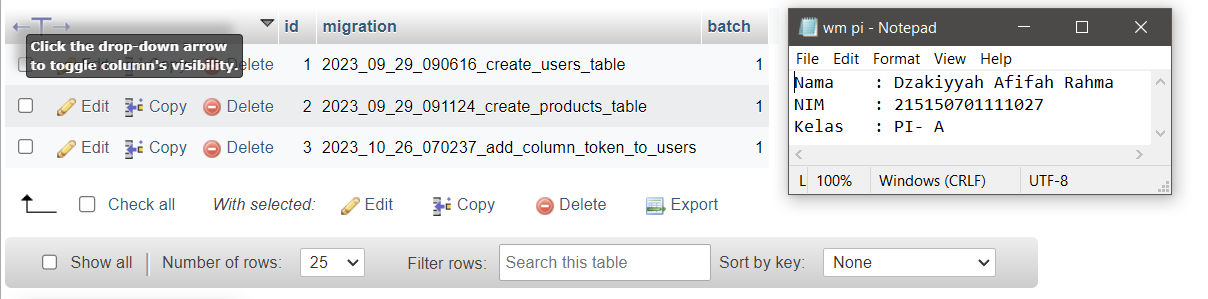 id migration batch
Click the drop-down arrow
to toggle column's visibility.
Delete 1 2023_09_29_090616_create_users_table 1
Edit Copy Delete 2 2023_09_29_091124_create_products_table 1
Edit Copy Delete 3 2023_10_26_070237_add_column_token_to_users 1
Check all With selected: Edit Copy Delete Export
Show all Number of rows: 25 Filter rows: Search this table Sort by key: None
wm pi - Notepad
File Edit Format View Help
Nama : Dzakiyyah Afifah Rahma
NIM : 215150701111027
Kelas : PI- A
L 100% Windows (CRLF) UTF-8